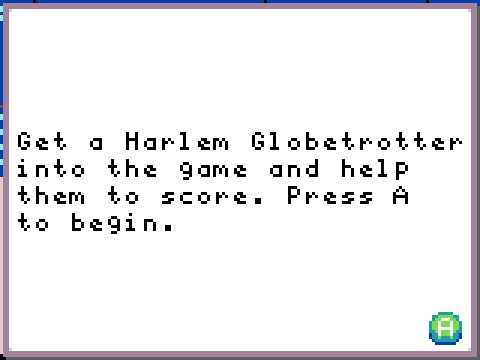 Get a Harlem Globetrotter
into the game and help
them to score. Press A
to begin.
A